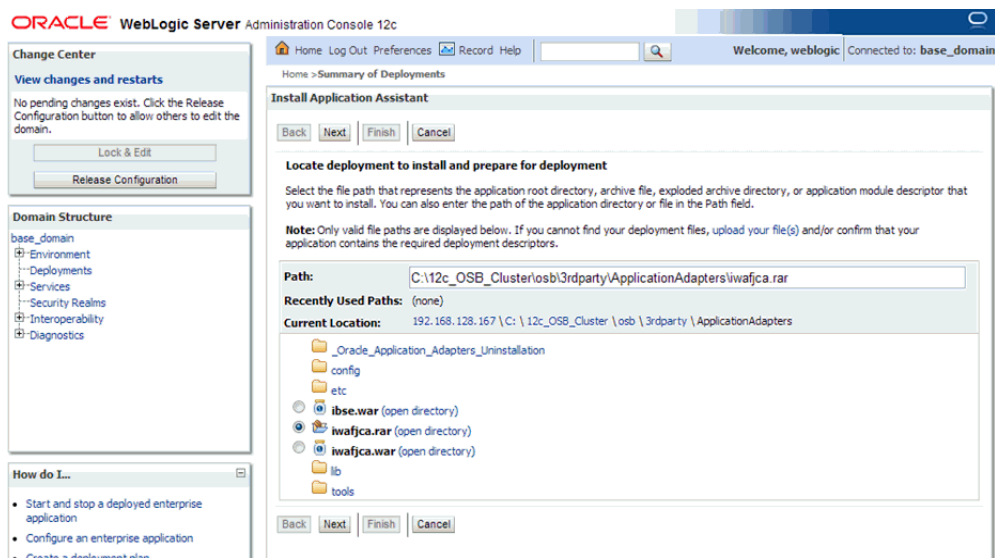 ORACLE WebLogic Server Administration Console 12c
Change Center
View changes and restarts
No pending changes exist. Click the Release
Configuration button to allow others to edit the
domain.
Lock & Edit
Release Configuration
Domain Structure
base_domain
Environment
Deployments
Services
Security Realms
Interoperability
Diagnostics
How do I...
Start and stop a deployed enterprise
application
Configure an enterprise application
Create a deployment plan
Home Log Out Preferences Record Help
Welcome, weblogic Connected to: base_domain
Home >Summary of Deployments
Install Application Assistant
Back Next Finish Cancel
Locate deployment to install and prepare for deployment
Select the file path that represents the application root directory, archive file, exploded archive directory, or application module descriptor that
you want to install. You can also enter the path of the application directory or file in the Path field.
Note: Only valid file paths are displayed below. If you cannot find your deployment files, upload your file(s) and/or confirm that your
application contains the required deployment descriptors.
Path: C:\12c_OSB_Cluster\osb\3rdparty\ApplicationAdapters\iwafjca.rar
Recently Used Paths: (none)
Current Location: 192.168.128.167 \ C: \ 12c_OSB_Cluster \ osb \ 3rdparty \ ApplicationAdapters
_Oracle_Application_Adapters_Uninstallation
config
etc
ibse.war (open directory)
iwafjca.rar (open directory)
iwafjca.war (open directory)
lib
tools
Back Next Finish Cancel